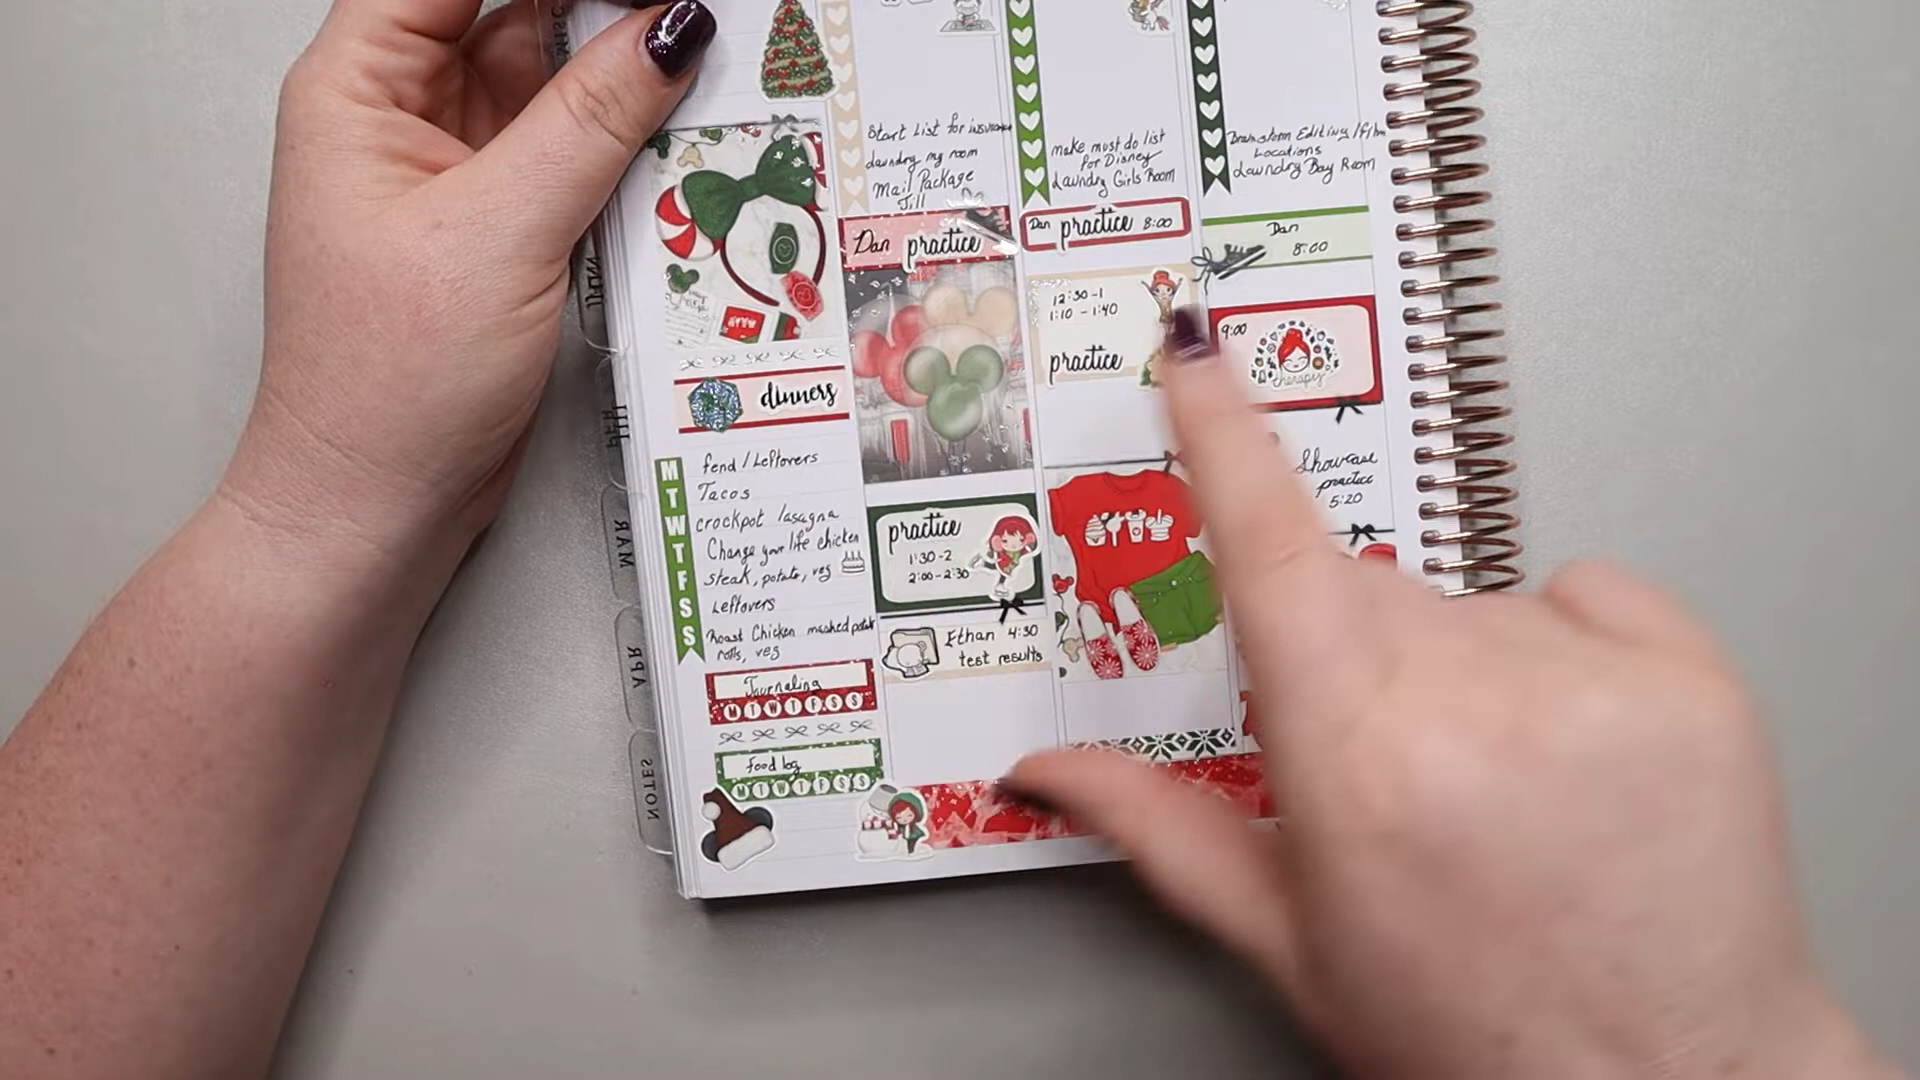 dinners
M
T
W
T
F
S
S
fend / Leftovers
Tacos
crockpot lasagna
Change your life chicken
steak, potato, veg
Leftovers
Roast Chicken mashed potato
rolls, veg
Journaling
M T W T F S S
food log
M T W T F S S
Start List for insurance
laundry my room
Mail Package
Jill
Dan practice
practice
1:30-2
2:00-2:30
Ethan 4:30
test results
make must do list
for Disney
Laundry Girls Room
Dan practice 8:00
12:30-1
1:10-1:40
practice
Brainstorm Editing / film
Locations
Laundry Bay Room
Dan
8:00
9:00
therapy
Showcase
practice
5:20
MAR
APR
NOTES